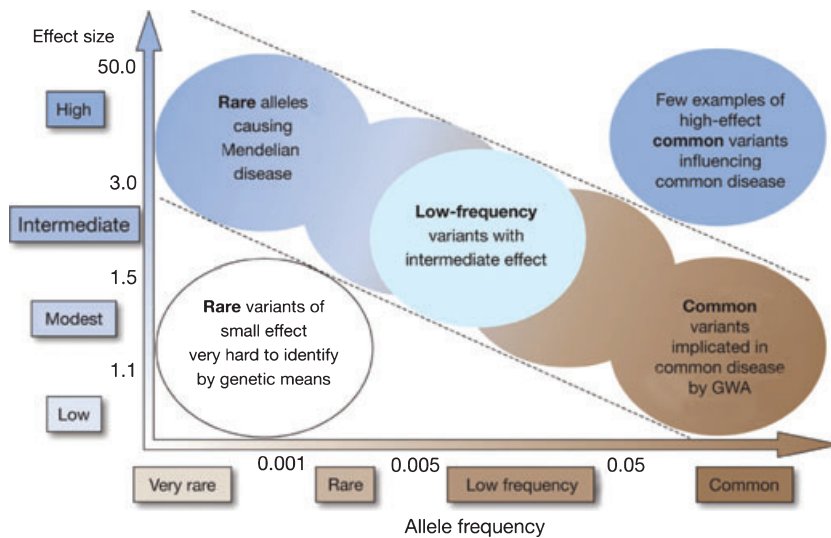 Effect size
50.0
High
3.0
Intermediate
1.5
Modest
1.1
Low
Rare alleles
causing
Mendelian
disease
Few examples of
high-effect
common variants
influencing
common disease
Low-frequency
variants with
intermediate effect
Rare variants of
small effect
very hard to identify
by genetic means
Common
variants
implicated in
common disease
by GWA
0.001
0.005
0.05
Very rare
Rare
Low frequency
Common
Allele frequency